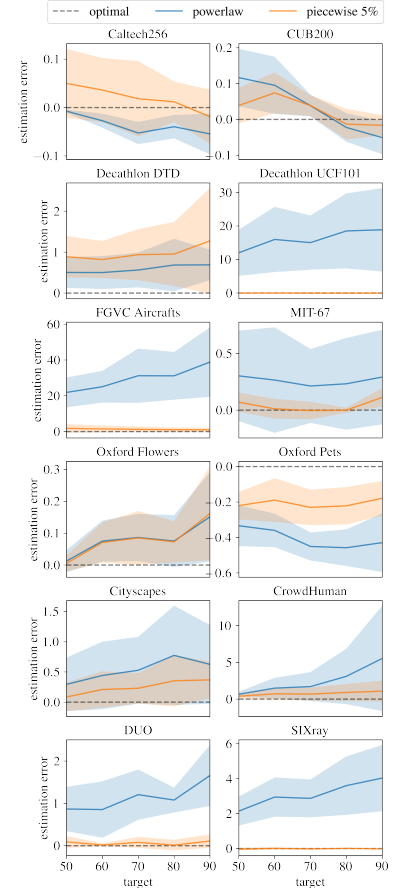 optimal powerlaw piecewise 5%
Caltech256 CUB200
estimation error
0.1
0.0
−0.1
0.2
0.1
0.0
0.1
Decathlon DTD Decathlon UCF101
estimation error
2
1
0
30
20
10
0
FGVC Aircrafts MIT-67
estimation error
60
40
20
0
0.5
0.0
Oxford Flowers Oxford Pets
estimation error
0.3
0.2
0.1
0.0
0.0
0.2
0.4
0.6
Cityscapes CrowdHuman
estimation error
1.5
1.0
0.5
0.0
10
5
0
DUO SIXray
estimation error
2
1
0
6
4
2
0
50 60 70 80 90 50 60 70 80 90
target target